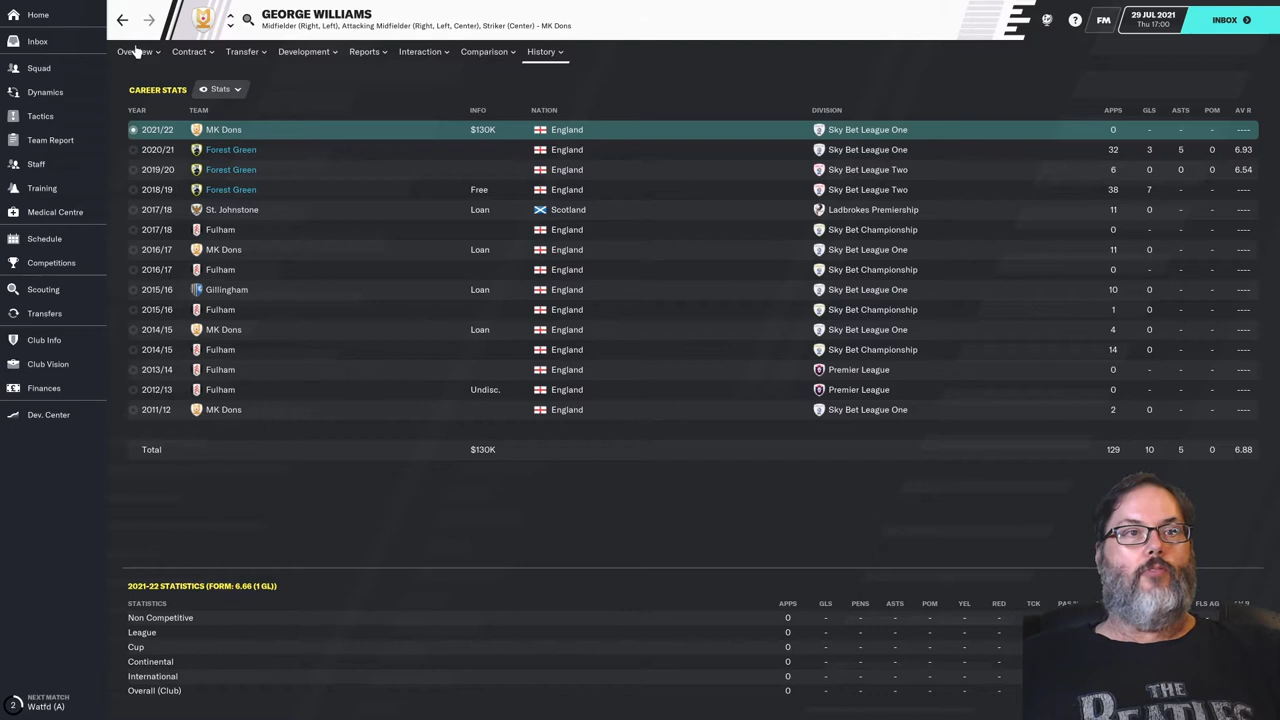 Home
Inbox
Squad
Dynamics
Tactics
Team Report
Staff
Training
Medical Centre
Schedule
Competitions
Scouting
Transfers
Club Info
Club Vision
Finances
Dev. Center
NEXT MATCH
2 Watfd (A)
GEORGE WILLIAMS
Midfielder (Right, Left), Attacking Midfielder (Right, Left, Center), Striker (Center) - MK Dons
FM
29 JUL 2021
Thu 17:00
INBOX
Overview Contract Transfer Development Reports Interaction Comparison History
CAREER STATS Stats
YEAR TEAM INFO NATION DIVISION APPS GLS ASTS POM AV R
2021/22 MK Dons $130K England Sky Bet League One 0 - - - ----
2020/21 Forest Green England Sky Bet League One 32 3 5 0 6.93
2019/20 Forest Green England Sky Bet League Two 6 0 0 0 6.54
2018/19 Forest Green Free England Sky Bet League Two 38 7 - - ----
2017/18 St. Johnstone Loan Scotland Ladbrokes Premiership 11 0 - - ----
2017/18 Fulham England Sky Bet Championship 0 0 - - ----
2016/17 MK Dons Loan England Sky Bet League One 11 0 - - ----
2016/17 Fulham England Sky Bet Championship 0 0 - - ----
2015/16 Gillingham Loan England Sky Bet League One 10 0 - - ----
2015/16 Fulham England Sky Bet Championship 1 0 - - ----
2014/15 MK Dons Loan England Sky Bet League One 4 0 - - ----
2014/15 Fulham England Sky Bet Championship 14 0 - - ----
2013/14 Fulham England Premier League 0 0 - - ----
2012/13 Fulham Undisc. England Premier League 0 0 - - ----
2011/12 MK Dons England Sky Bet League One 2 0 - - ----
Total $130K 129 10 5 0 6.88
2021-22 STATISTICS (FORM: 6.66 (1 GL))
STATISTICS APPS GLS PENS ASTS POM YEL RED TCK FLS AG
Non Competitive 0 - - - - - -
League 0 - - - - - -
Cup 0 - - - - - -
Continental 0 - - - - - -
International 0 - - - - - -
Overall (Club) 0 - - - - - -
THE
BEATLES